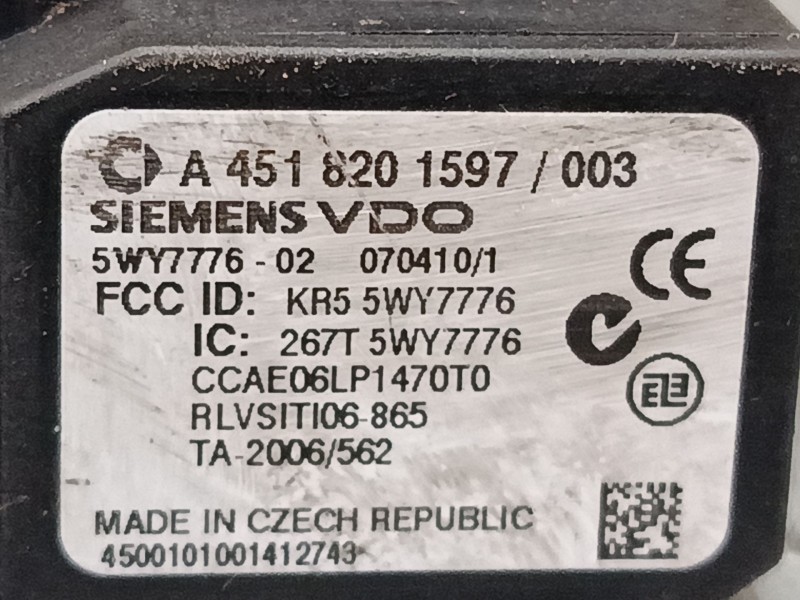 A 451 820 1597 / 003
SIEMENS VDO
5WY7776 - 02 070410/1
FCC ID: KR5 5WY7776
IC: 267T 5WY7776
CCAE06LP1470T0
RLVSITI06-865
TA-2006/562
MADE IN CZECH REPUBLIC
4500101001412743
CE